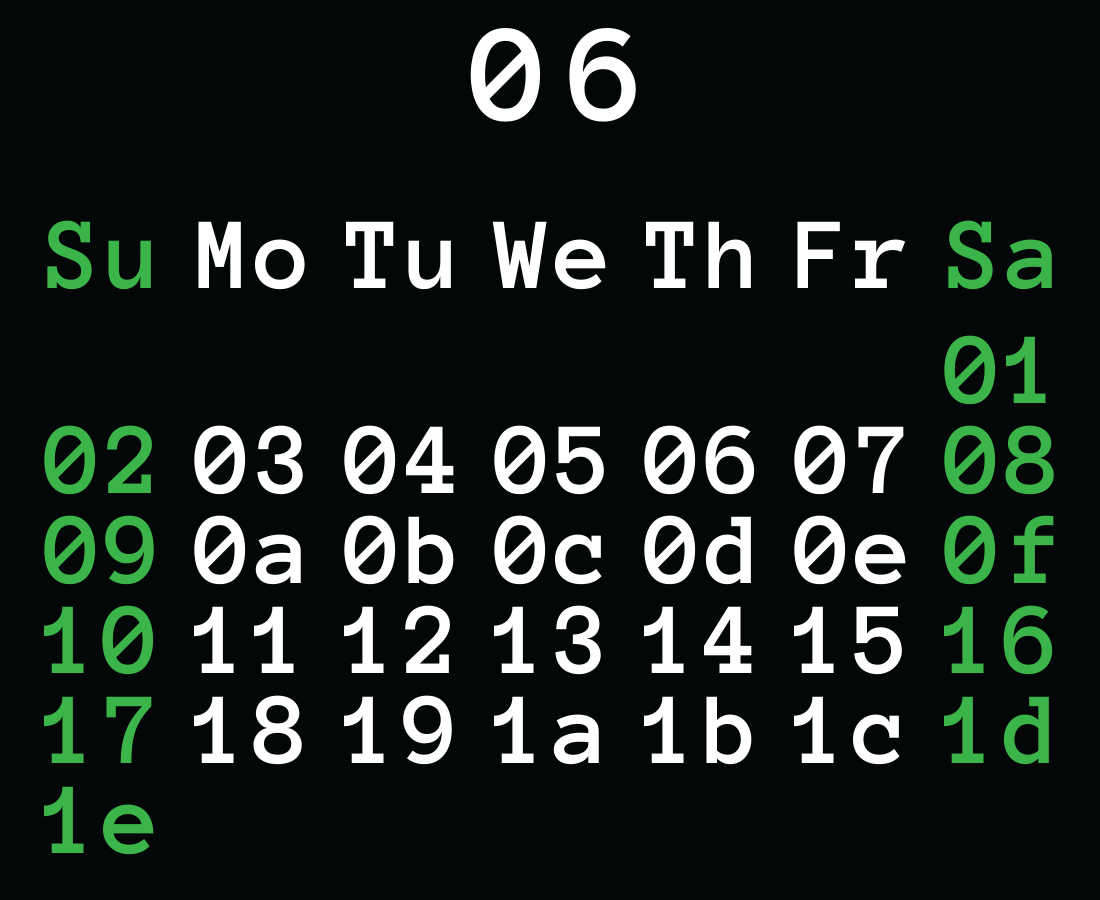 06
Su Mo Tu We Th Fr Sa
01
02 03 04 05 06 07 08
09 0a 0b 0c 0d 0e 0f
10 11 12 13 14 15 16
17 18 19 1a 1b 1c 1d
1e